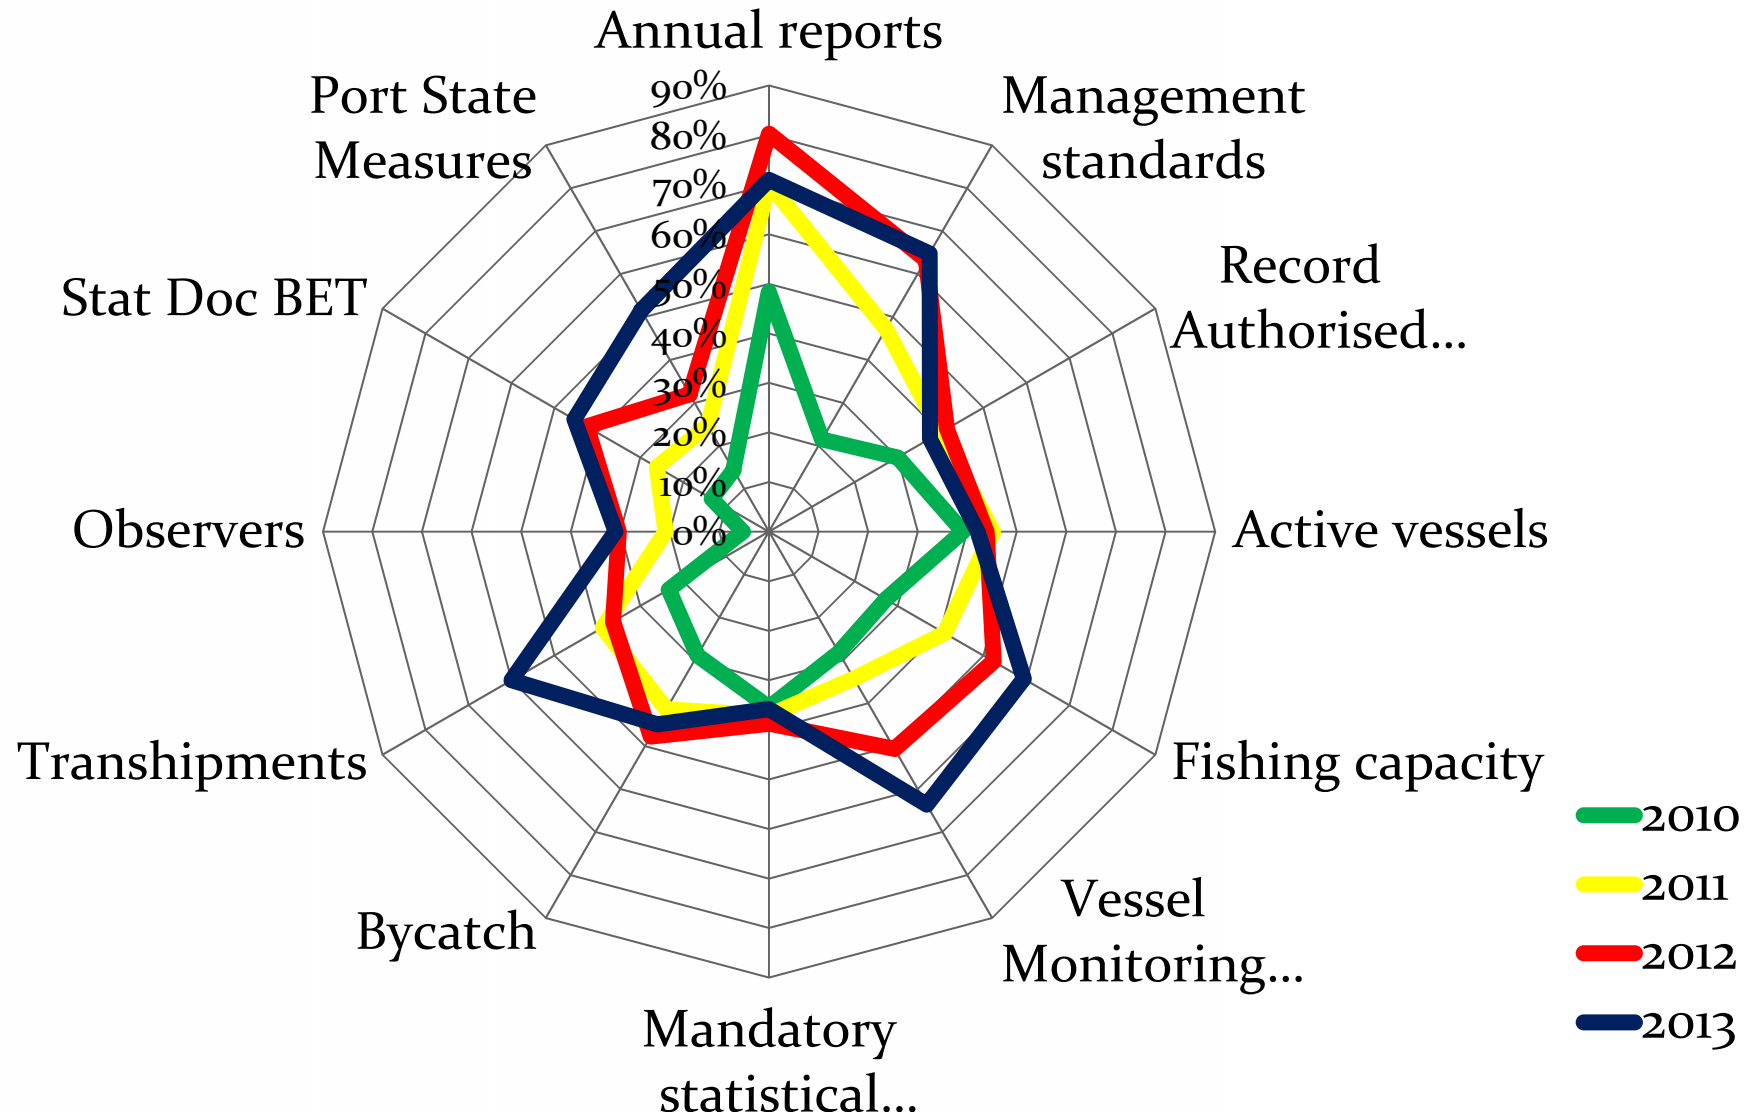 Annual reports
Management
standards
Record
Authorised...
Active vessels
Fishing capacity
Vessel
Monitoring...
Mandatory
statistical...
Bycatch
Transhipments
Observers
Stat Doc BET
Port State
Measures
90%
80%
70%
60%
50%
40%
30%
20%
10%
0%
2010
2011
2012
2013